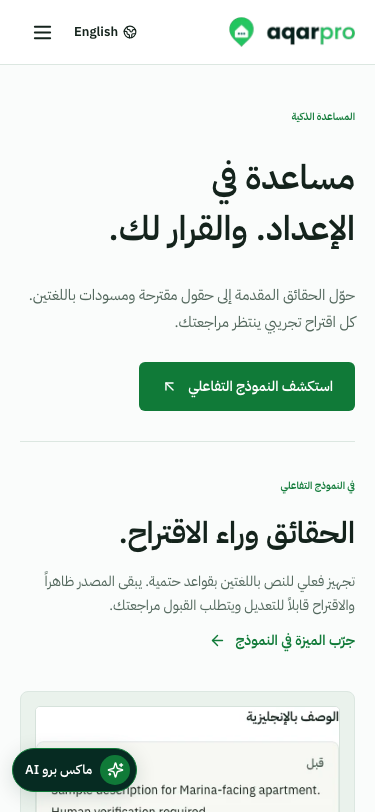 aqarpro
English
المساعدة الذكية
مساعدة في
الإعداد. والقرار لك.
حوّل الحقائق المقدمة إلى حقول مقترحة ومسودات باللغتين.
كل اقتراح تجريبي ينتظر مراجعتك.
استكشف النموذج التفاعلي
في النموذج التفاعلي
الحقائق وراء الاقتراح.
تجهيز فعلي للنص باللغتين بقواعد حتمية. يبقى المصدر ظاهراً
والاقتراح قابلاً للتعديل ويتطلب القبول مراجعتك.
جرّب الميزة في النموذج
الوصف بالإنجليزية
قبل
ماكس برو AI
Sample description for Marina-facing apartment.
Human verification required